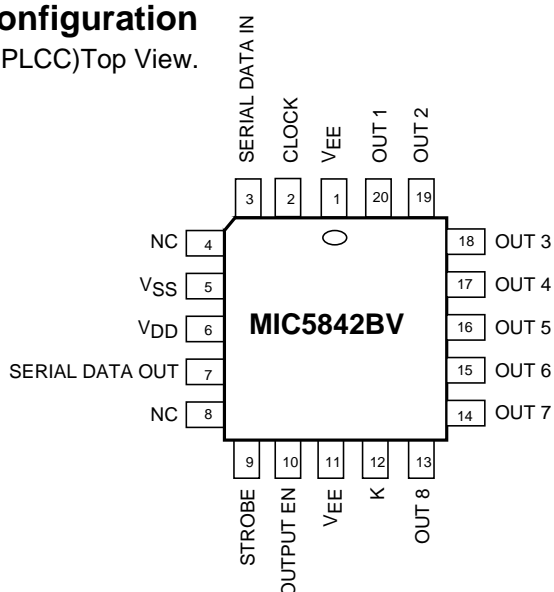 onfiguration
PLCC)Top View.
SERIAL DATA IN
CLOCK
VEE
OUT 1
OUT 2
3
2
1
20
19
NC 4
VSS 5
VDD 6
SERIAL DATA OUT 7
NC 8
MIC5842BV
18 OUT 3
17 OUT 4
16 OUT 5
15 OUT 6
14 OUT 7
9
10
11
12
13
STROBE
OUTPUT EN
VEE
K
OUT 8